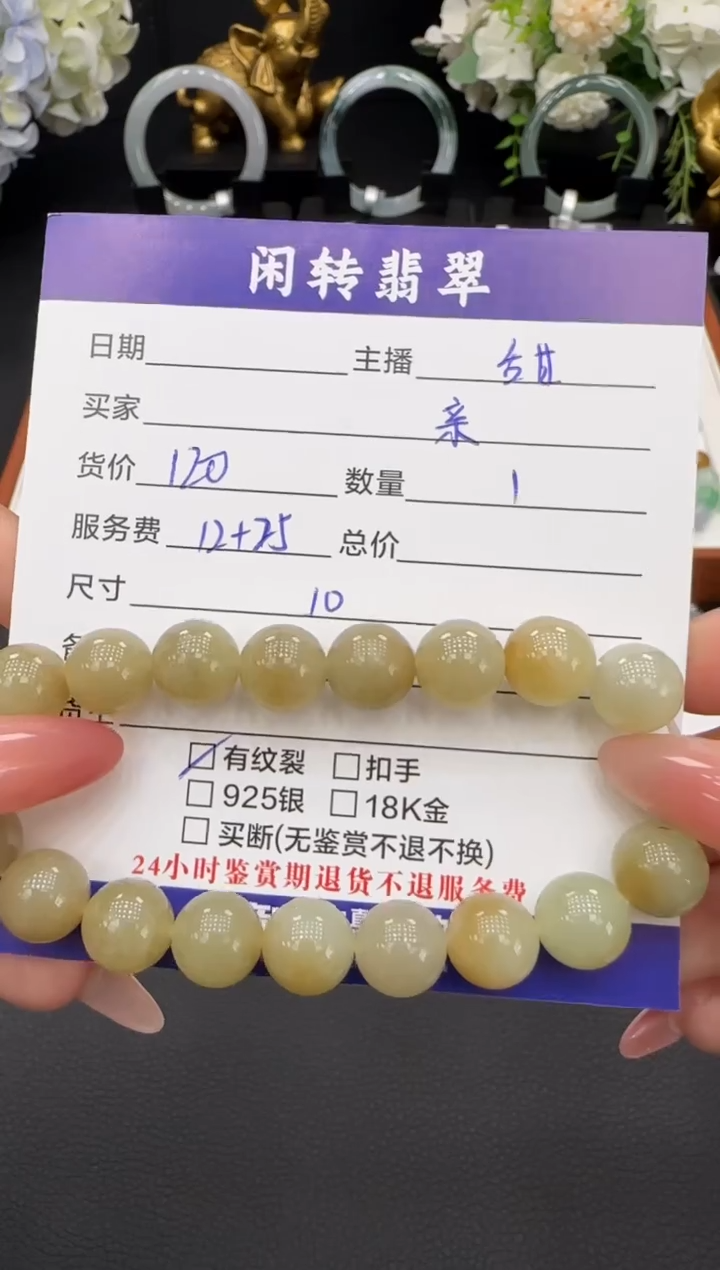 闲转翡翠
日期 主播 甜
买家 亲
货价 120 数量 1
服务费 12+25 总价
尺寸 10
有纹裂 扣手
925银 18K金
买断(无鉴赏不退不换)
24小时鉴赏期退货不退服务费